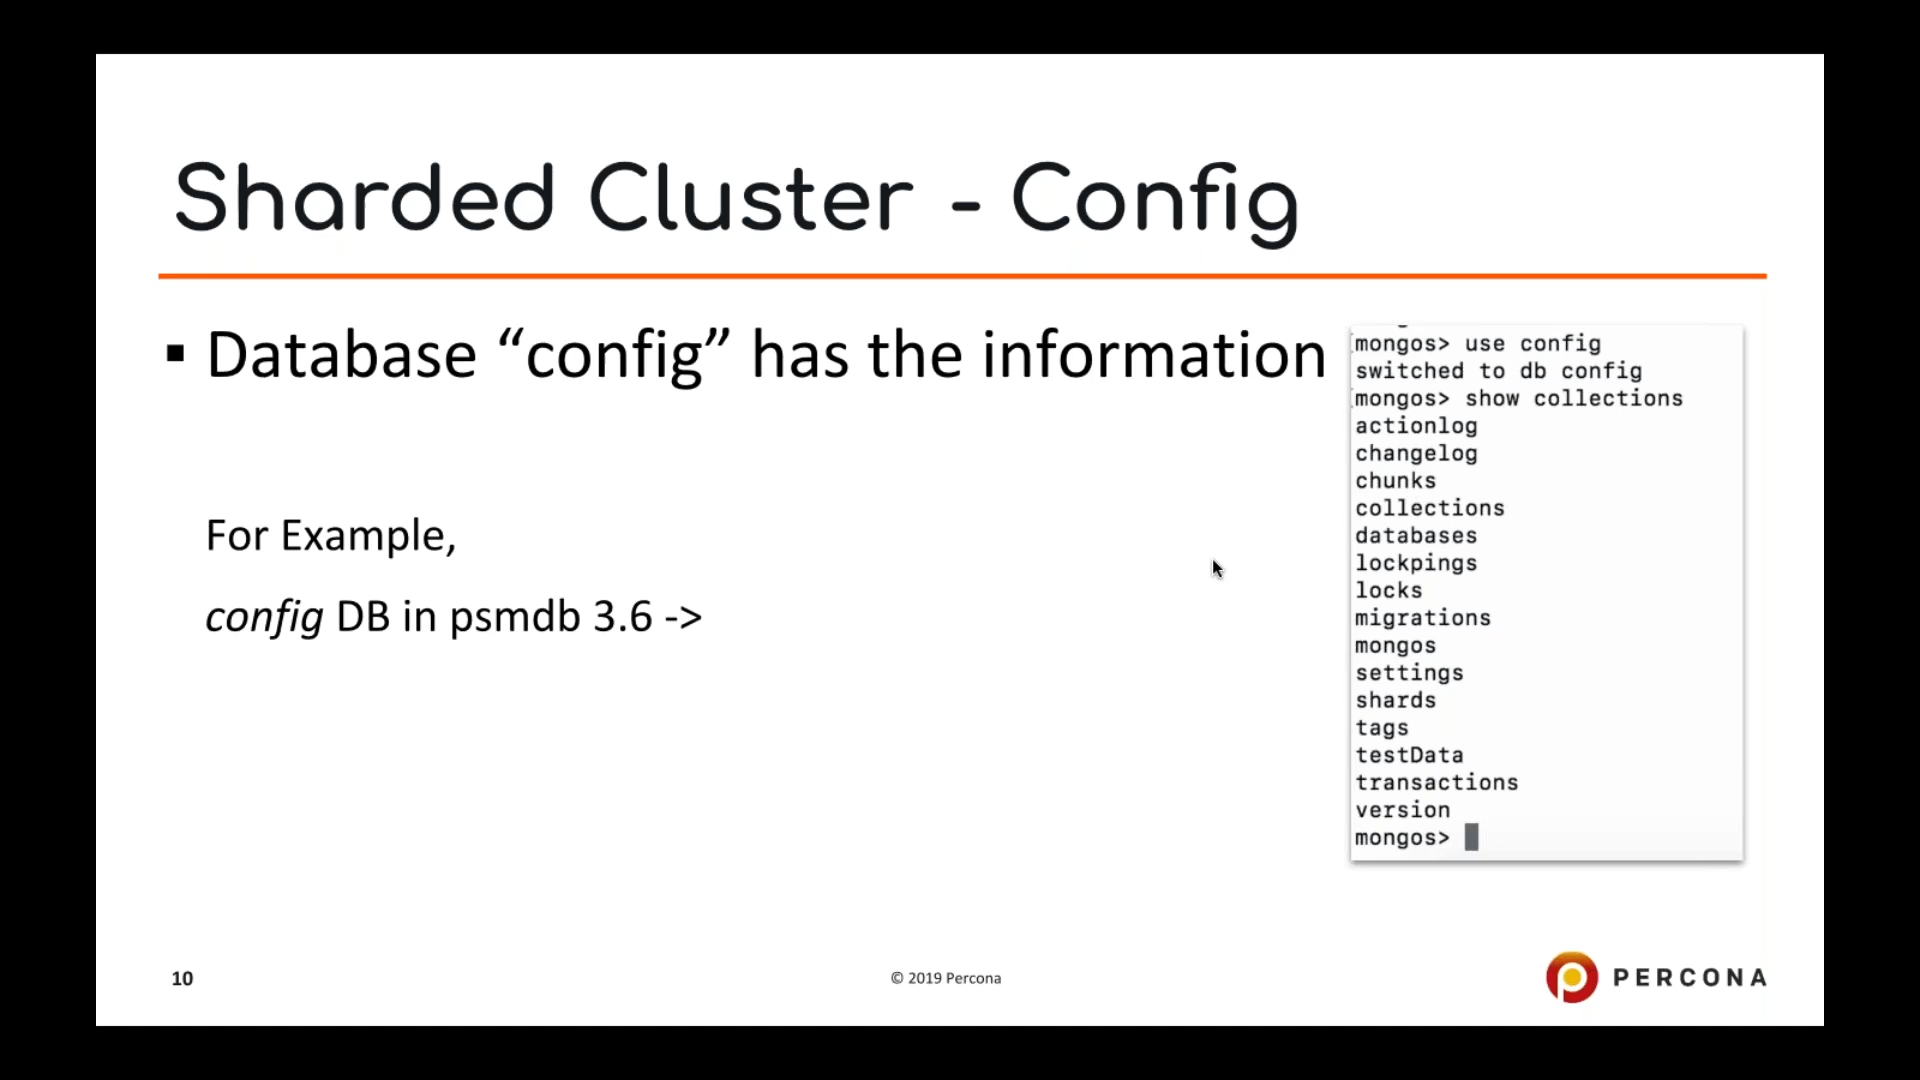 Sharded Cluster - Config
▪ Database “config” has the information
For Example,
config DB in psmdb 3.6 ->
mongos> use config
switched to db config
mongos> show collections
actionlog
changelog
chunks
collections
databases
lockpings
locks
migrations
mongos
settings
shards
tags
testData
transactions
version
mongos>
10
© 2019 Percona
PERCONA